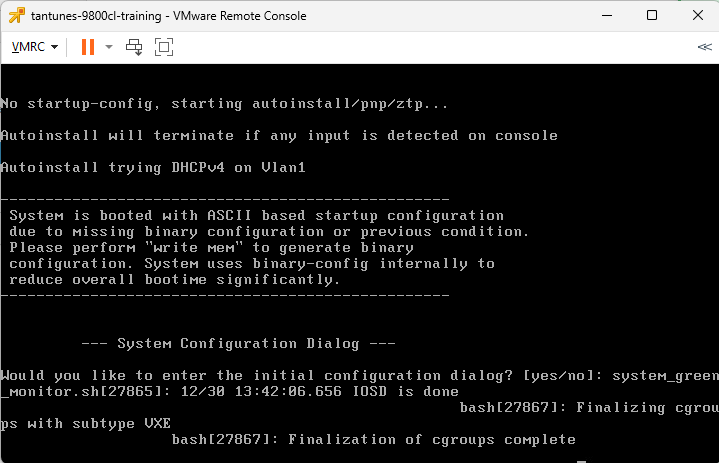 tantunes-9800cl-training - VMware Remote Console
VMRC
<<
No startup-config, starting autoinstall/pnp/ztp...
Autoinstall will terminate if any input is detected on console
Autoinstall trying DHCPv4 on Vlan1
--------------------------------------------------
System is booted with ASCII based startup configuration
due to missing binary configuration or previous condition.
Please perform "write mem" to generate binary
configuration. System uses binary-config internally to
reduce overall bootime significantly.
--------------------------------------------------
--- System Configuration Dialog ---
Would you like to enter the initial configuration dialog? [yes/no]: system_green
_monitor.sh[27865]: 12/30 13:42:06.656 IOSD is done
bash[27867]: Finalizing cgrou
ps with subtype VXE
bash[27867]: Finalization of cgroups complete